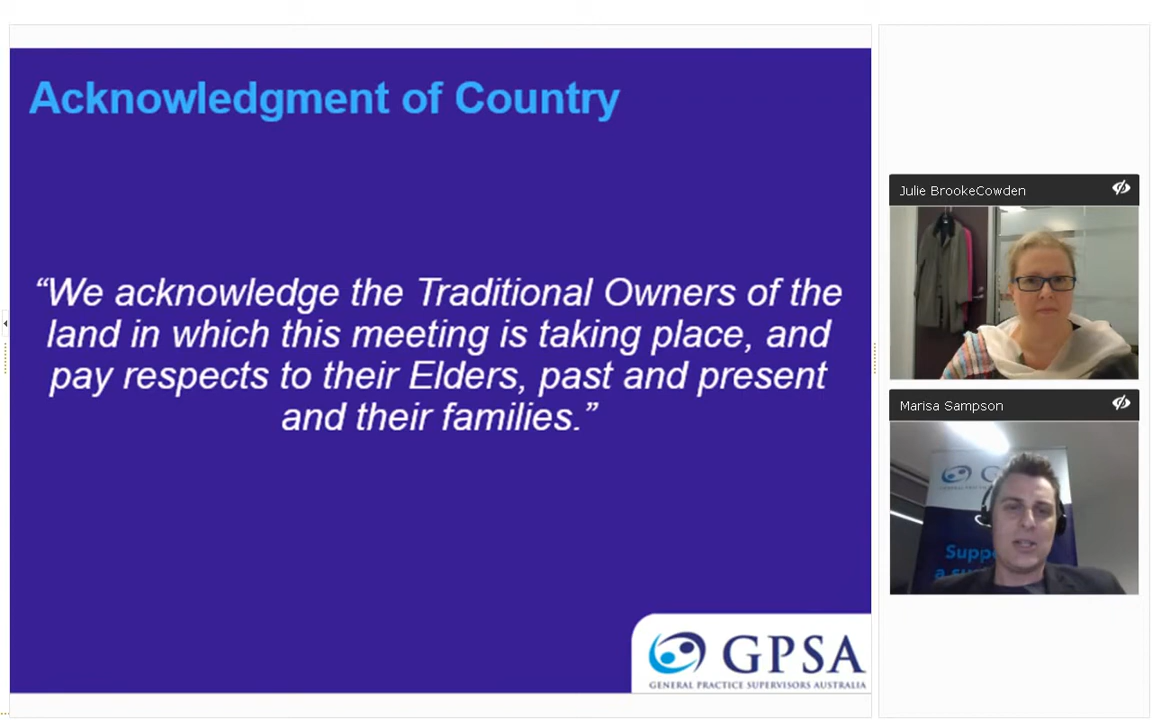 Acknowledgment of Country
“We acknowledge the Traditional Owners of the
land in which this meeting is taking place, and
pay respects to their Elders, past and present
and their families.”
GPSA
GENERAL PRACTICE SUPERVISORS AUSTRALIA
Julie BrookeCowden
Marisa Sampson